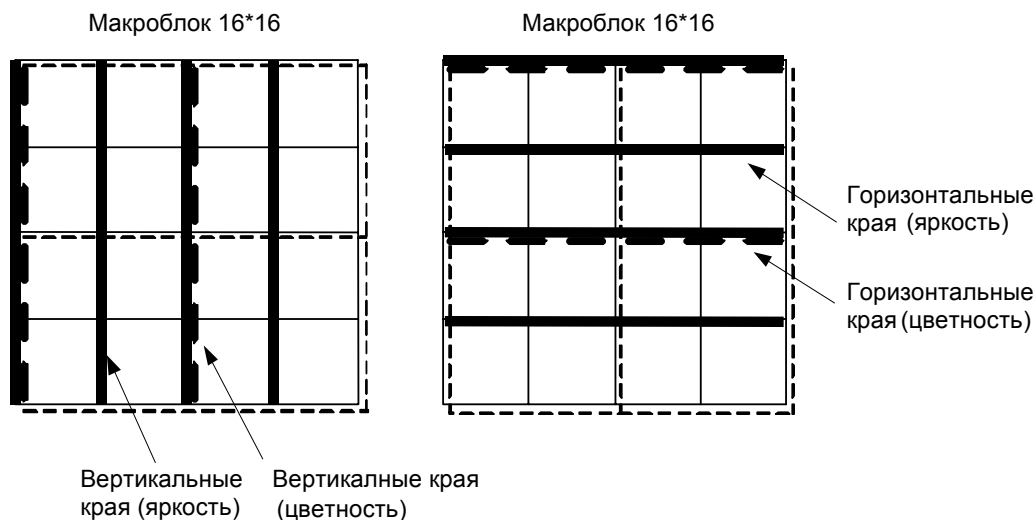 Макроблок 16*16
Макроблок 16*16
Горизонтальные
края (яркость)
Горизонтальные
края (цветность)
Вертикальные
края (яркость)
Вертикалные края
(цветность)